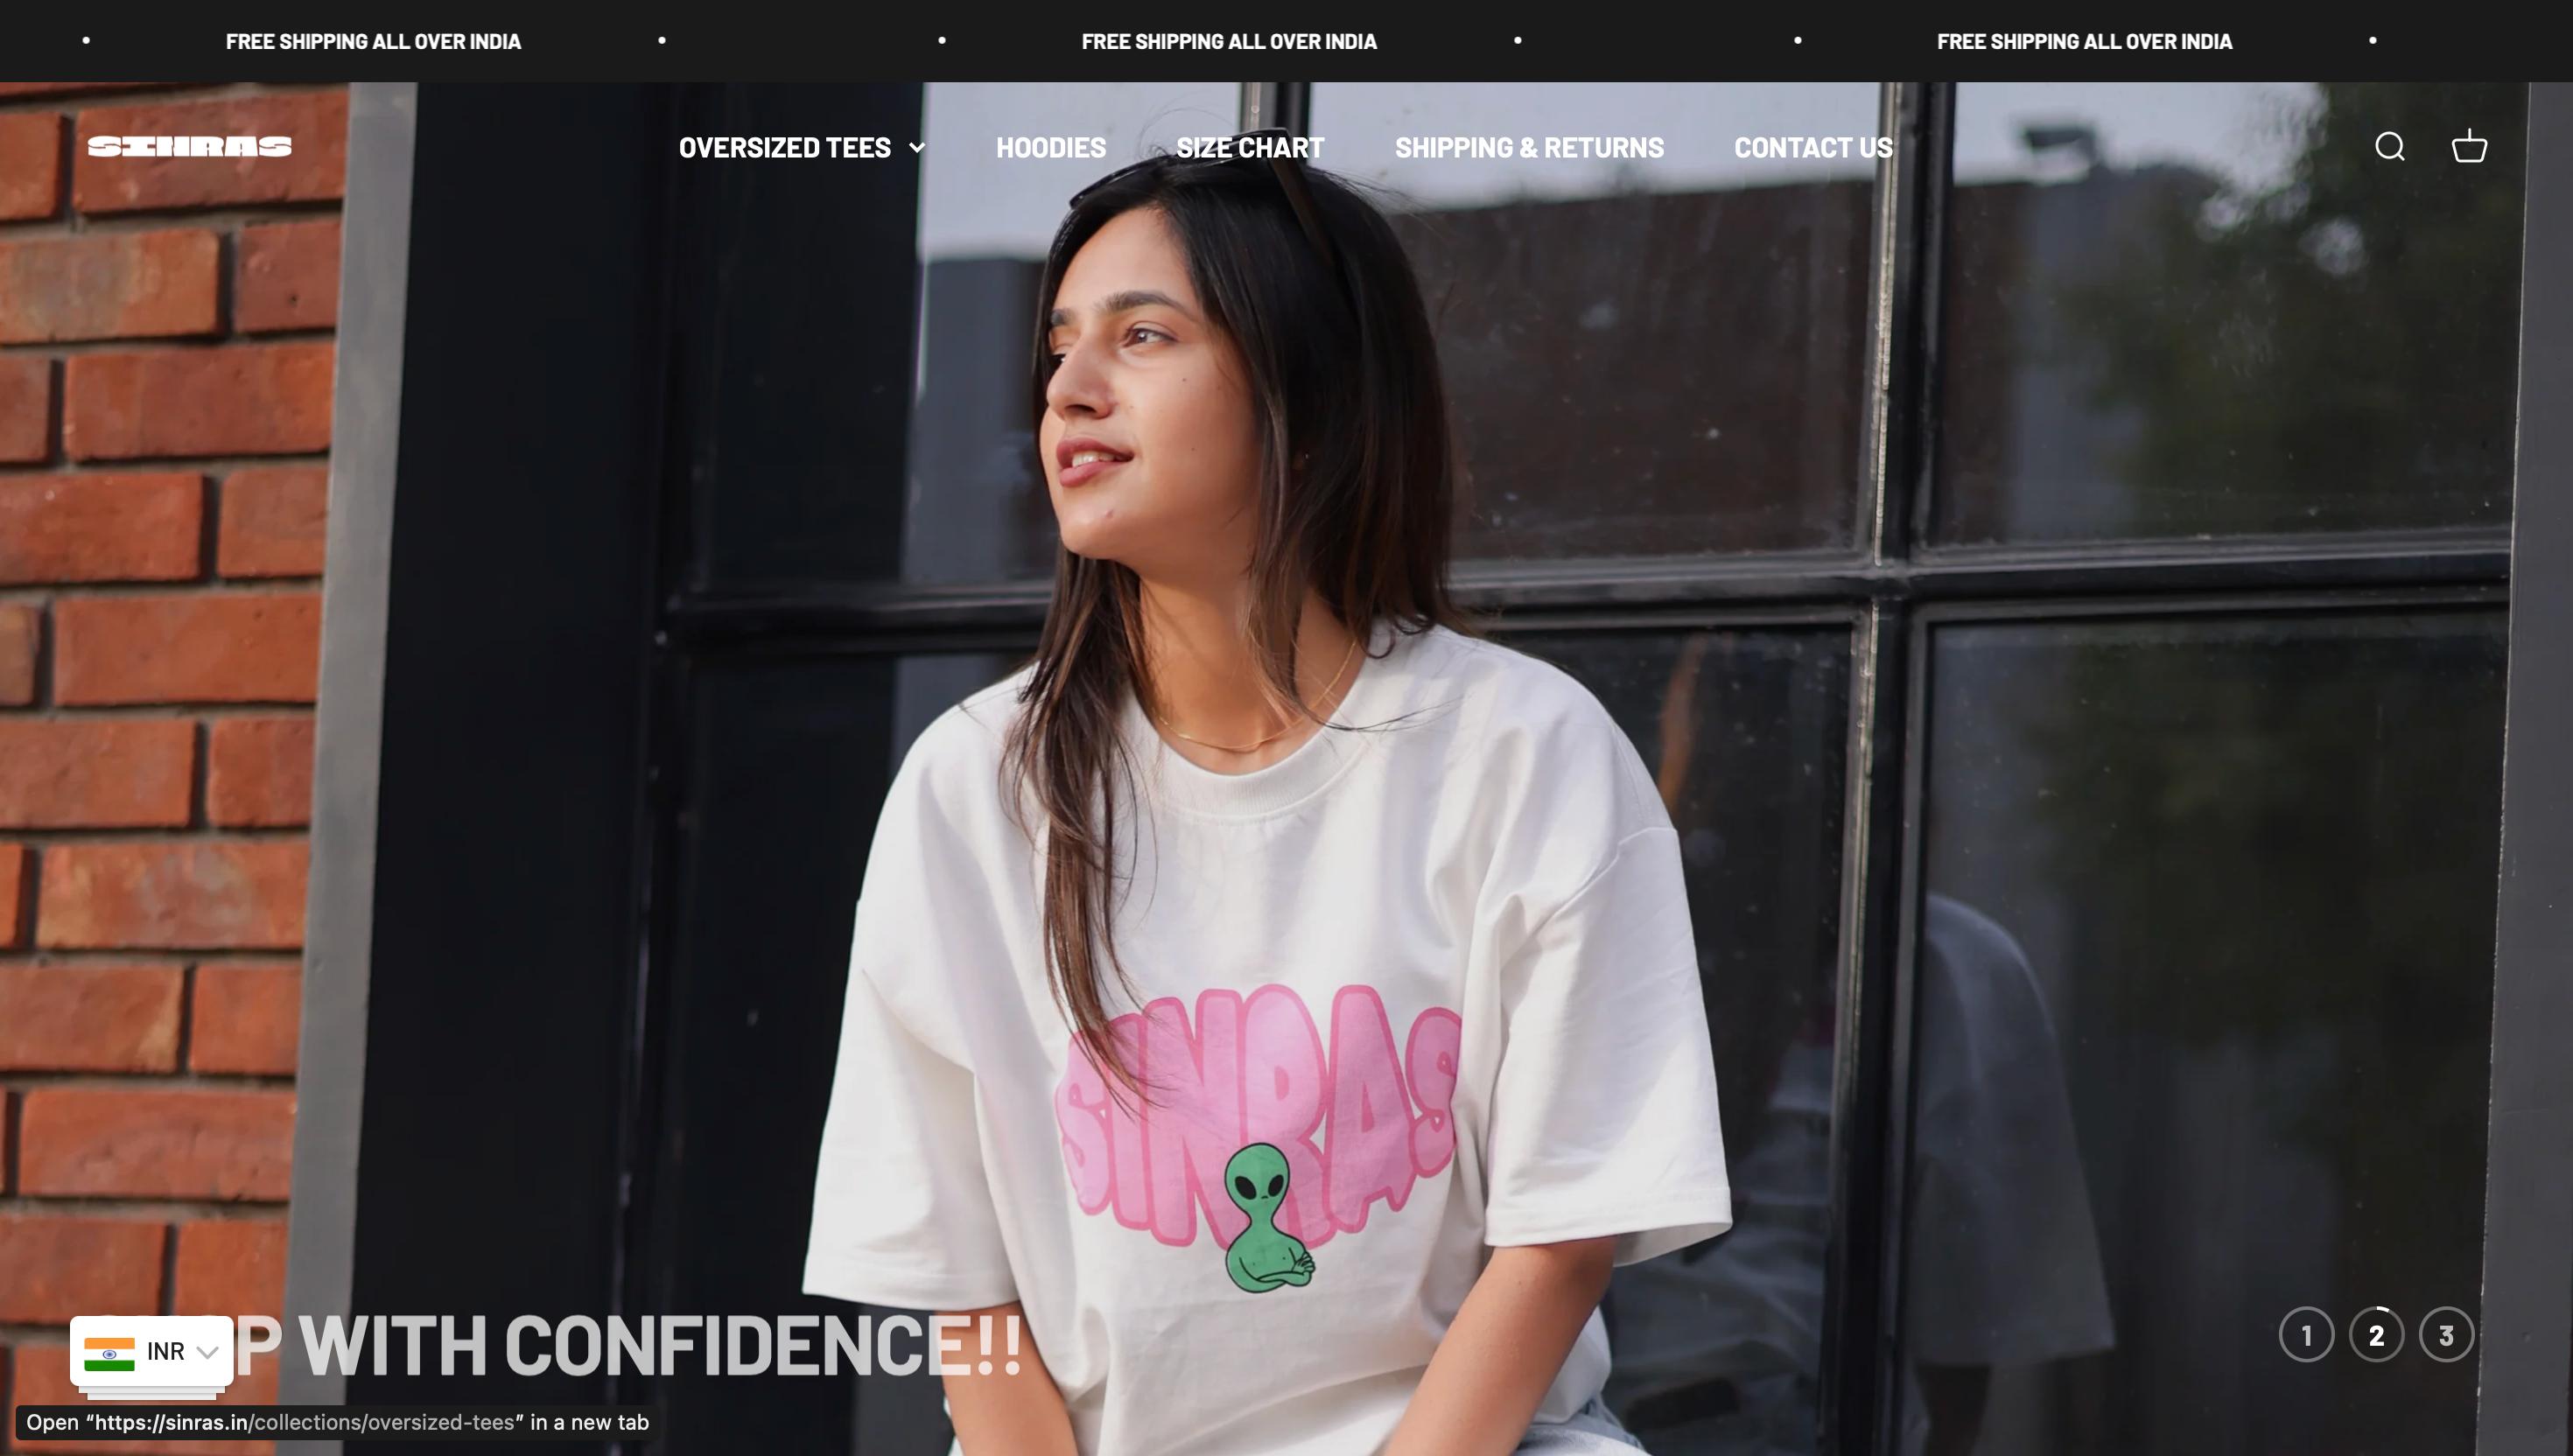 FREE SHIPPING ALL OVER INDIA • • FREE SHIPPING ALL OVER INDIA • • FREE SHIPPING ALL OVER INDIA •
SINRAS
OVERSIZED TEES HOODIES SIZE CHART SHIPPING & RETURNS CONTACT US
SINRAS
P WITH CONFIDENCE!!
INR
1 2 3
Open “https://sinras.in/collections/oversized-tees” in a new tab